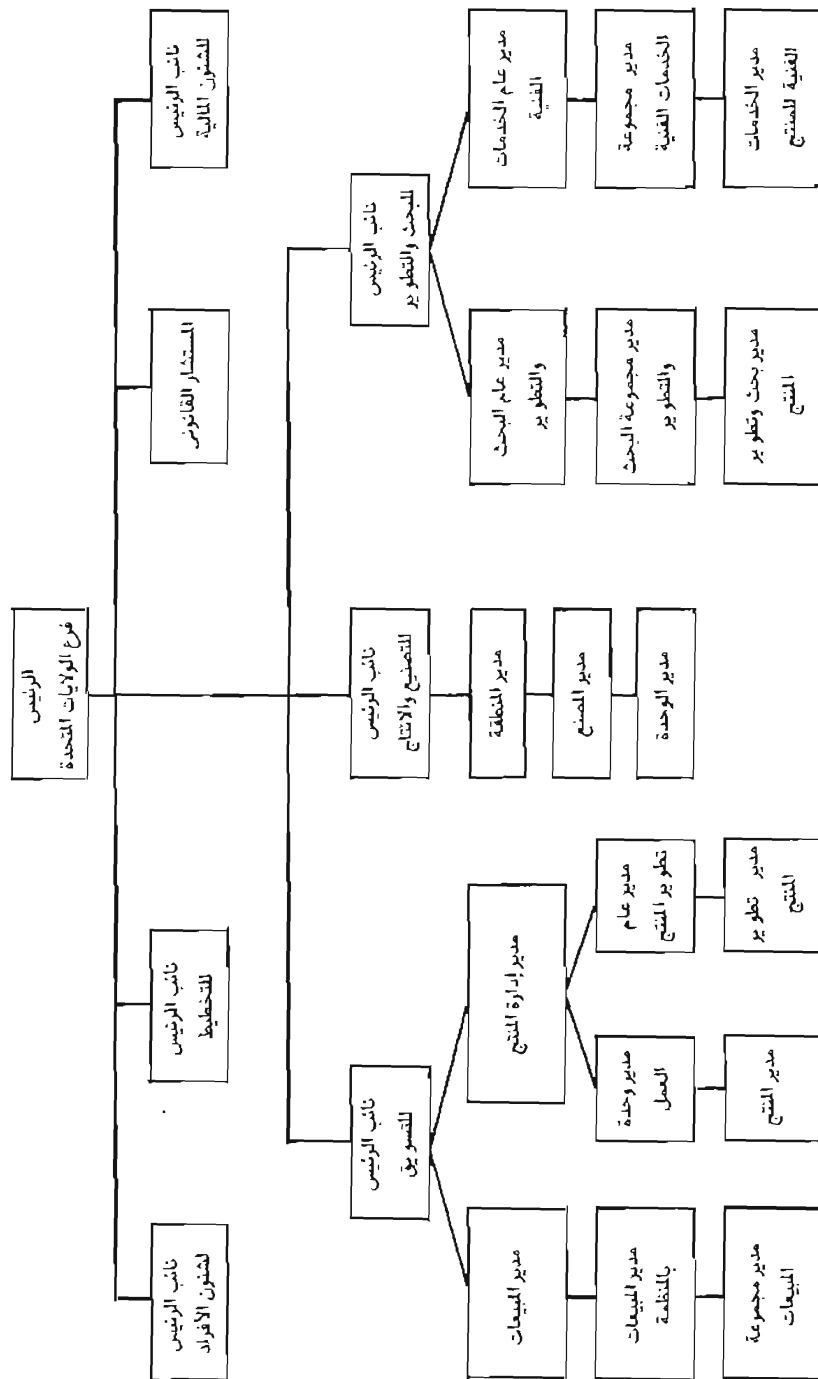 الرئيس
فرع الولايات المتحدة
نائب الرئيس
للشئون المالية
المستشار القانونى
نائب الرئيس
للتخطيط
نائب الرئيس
لشئون الأفراد
نائب الرئيس
للبحث والتطوير
نائب الرئيس
للتصنيع والانتاج
نائب الرئيس
للتسويق
مدير عام الخدمات
الفنية
مدير مجموعة
الخدمات الفنية
مدير الخدمات
الفنية للمنتج
مدير عام البحث
والتطوير
مدير مجموعة البحث
والتطوير
مدير بحث وتطوير
المنتج
مدير المنطقة
مدير المصنع
مدير الوحدة
مدير إدارة المنتج
مدير عام
تطوير المنتج
مدير تطوير
المنتج
مدير وحدة
العمل
مدير المنتج
مدير المبيعات
مدير المبيعات
بالمنظمة
مدير مجموعة
المبيعات